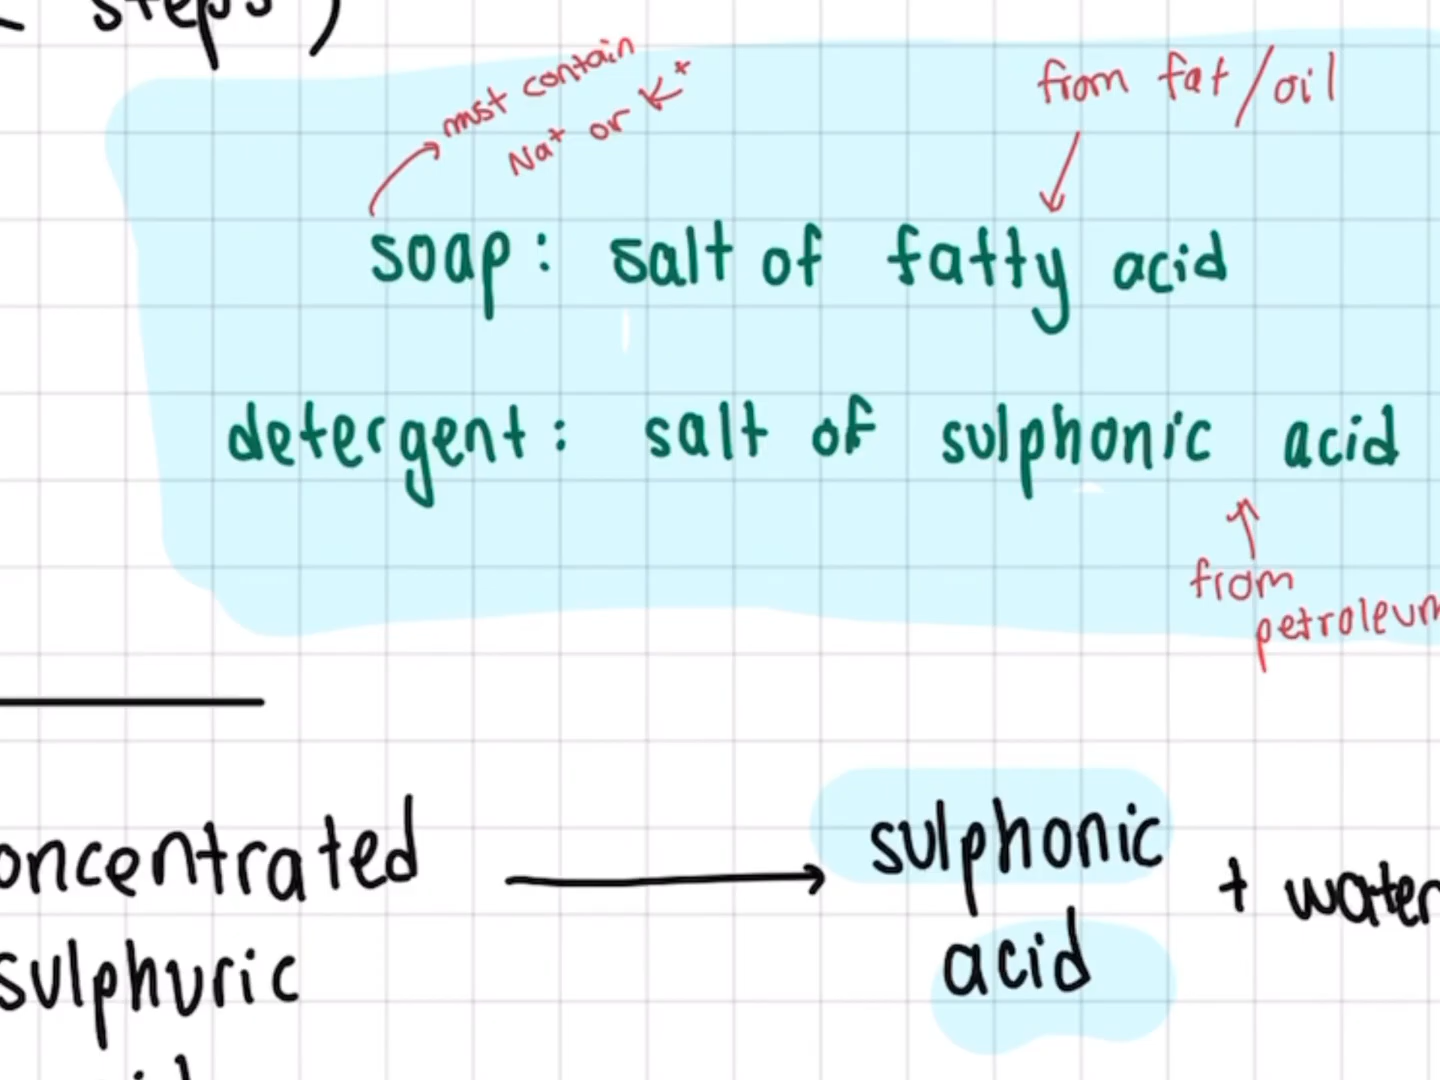 steps)
must contain
Na+ or K+
from fat/oil
soap: salt of fatty acid
detergent: salt of sulphonic acid
from
petroleum
oncentrated
sulphuric
sulphonic
acid
+ water